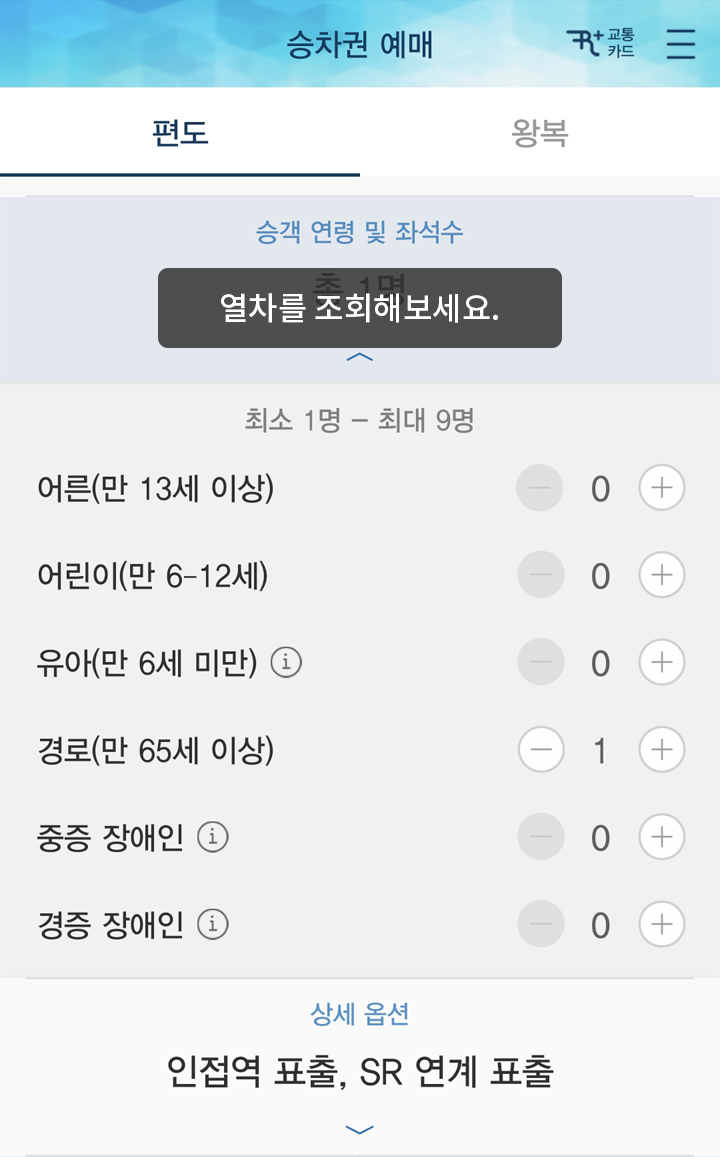 승차권 예매
R+ 교통
카드
편도 왕복
승객 연령 및 좌석수
총 1명
열차를 조회해보세요.
최소 1명 - 최대 9명
어른(만 13세 이상) 0
어린이(만 6-12세) 0
유아(만 6세 미만) 0
경로(만 65세 이상) 1
중증 장애인 0
경증 장애인 0
상세 옵션
인접역 표출, SR 연계 표출